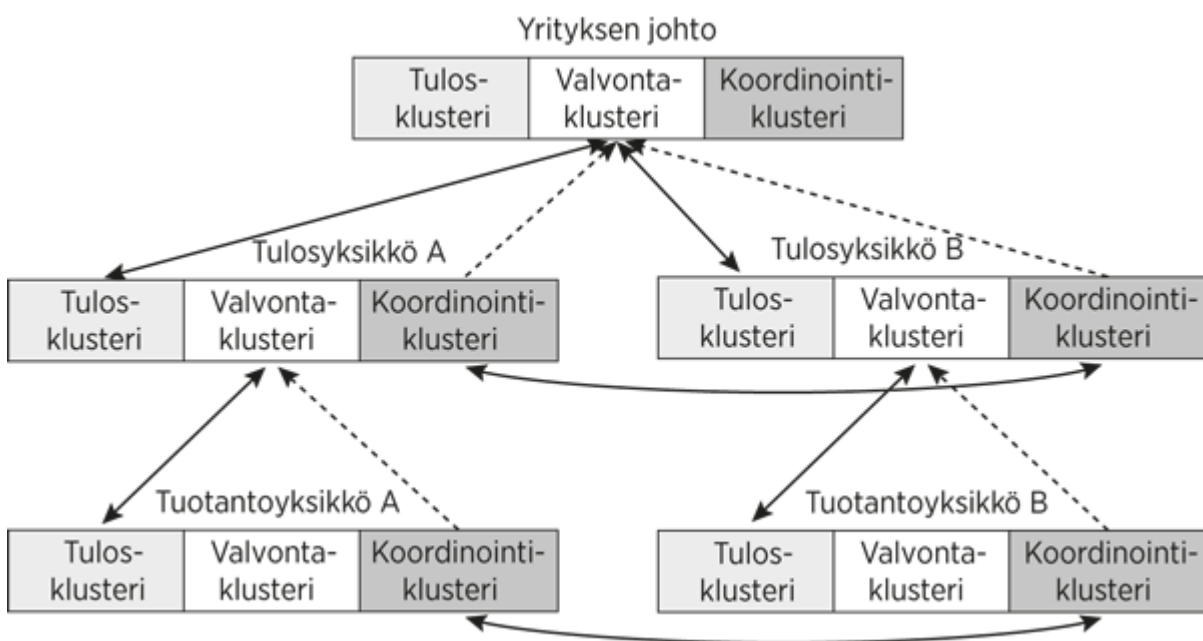 Yrityksen johto
Tulos- Valvonta- Koordinointi-
klusteri klusteri klusteri
Tulosyksikkö A Tulosyksikkö B
Tulos- Valvonta- Koordinointi- Tulos- Valvonta- Koordinointi-
klusteri klusteri klusteri klusteri klusteri klusteri
Tuotantoyksikkö A Tuotantoyksikkö B
Tulos- Valvonta- Koordinointi- Tulos- Valvonta- Koordinointi-
klusteri klusteri klusteri klusteri klusteri klusteri